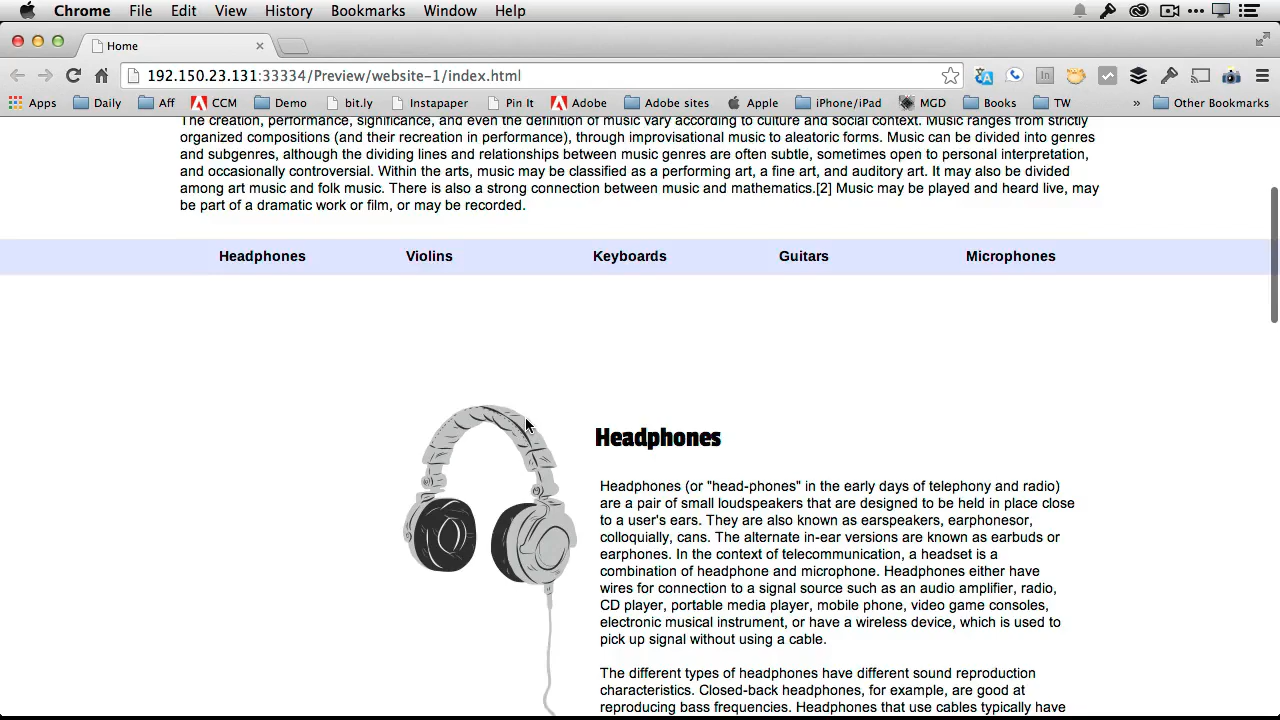 Chrome File Edit View History Bookmarks Window Help
Home
192.150.23.131:33334/Preview/website-1/index.html
Apps Daily Aff CCM Demo bit.ly Instapaper Pin It Adobe Adobe sites Apple iPhone/iPad MGD Books TW » Other Bookmarks
The creation, performance, significance, and even the definition of music vary according to culture and social context. Music ranges from strictly
organized compositions (and their recreation in performance), through improvisational music to aleatoric forms. Music can be divided into genres
and subgenres, although the dividing lines and relationships between music genres are often subtle, sometimes open to personal interpretation,
and occasionally controversial. Within the arts, music may be classified as a performing art, a fine art, and auditory art. It may also be divided
among art music and folk music. There is also a strong connection between music and mathematics.[2] Music may be played and heard live, may
be part of a dramatic work or film, or may be recorded.
Headphones Violins Keyboards Guitars Microphones
Headphones
Headphones (or "head-phones" in the early days of telephony and radio)
are a pair of small loudspeakers that are designed to be held in place close
to a user's ears. They are also known as earspeakers, earphonesor,
colloquially, cans. The alternate in-ear versions are known as earbuds or
earphones. In the context of telecommunication, a headset is a
combination of headphone and microphone. Headphones either have
wires for connection to a signal source such as an audio amplifier, radio,
CD player, portable media player, mobile phone, video game consoles,
electronic musical instrument, or have a wireless device, which is used to
pick up signal without using a cable.
The different types of headphones have different sound reproduction
characteristics. Closed-back headphones, for example, are good at
reproducing bass frequencies. Headphones that use cables typically have